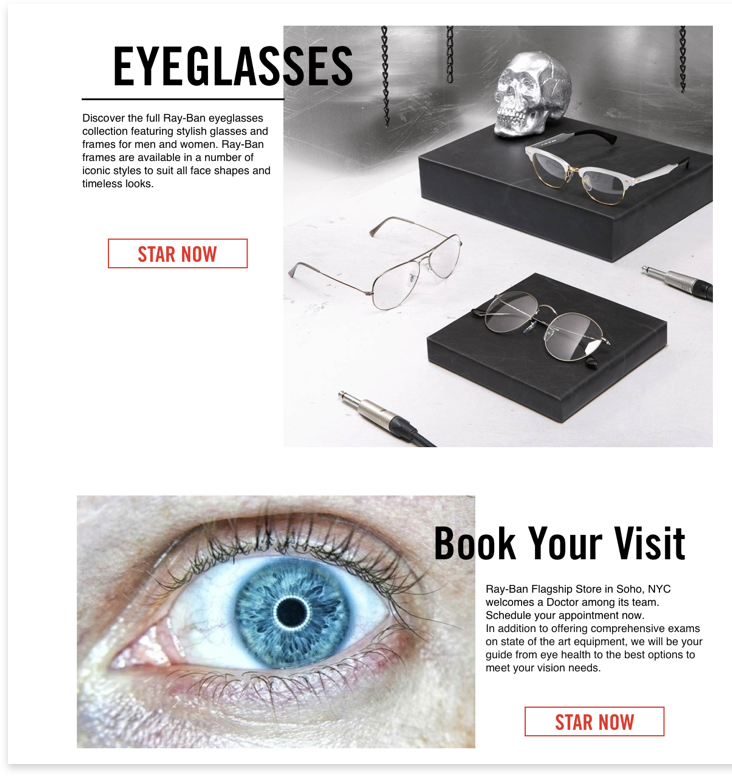 EYEGLASSES
Discover the full Ray-Ban eyeglasses
collection featuring stylish glasses and
frames for men and women. Ray-Ban
frames are available in a number of
iconic styles to suit all face shapes and
timeless looks.
STAR NOW
Book Your Visit
Ray-Ban Flagship Store in Soho, NYC
welcomes a Doctor among its team.
Schedule your appointment now.
In addition to offering comprehensive exams
on state of the art equipment, we will be your
guide from eye health to the best options to
meet your vision needs.
STAR NOW